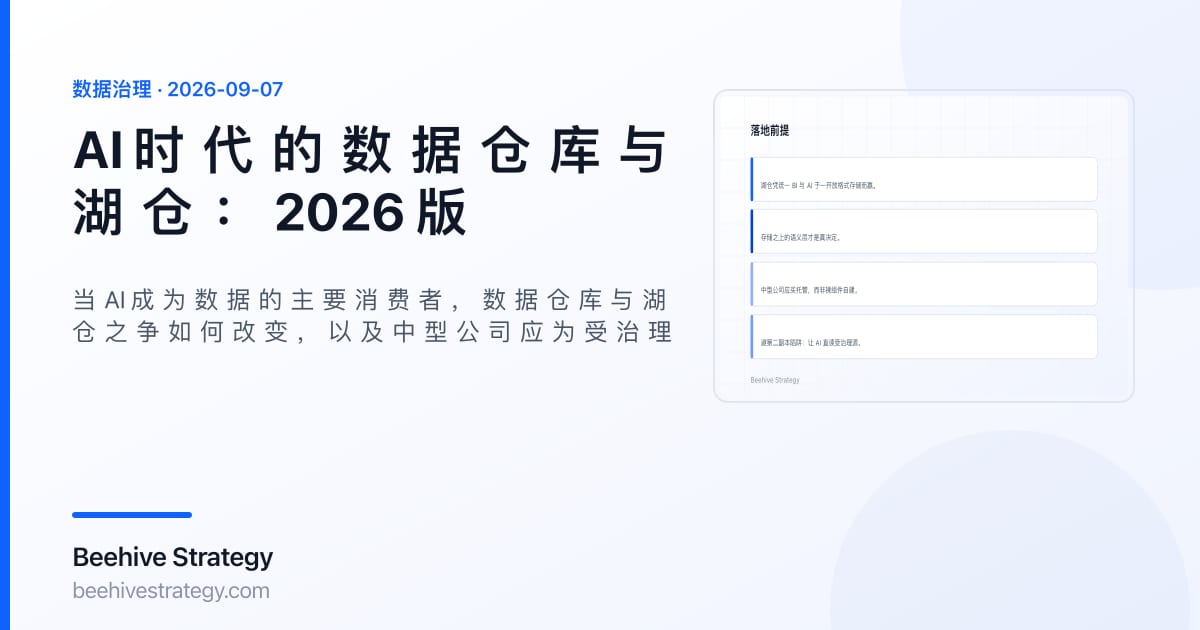 数据治理 · 2026-09-07
AI时代的数据仓库与
湖仓：2026版
当AI成为数据的主要消费者，数据仓库与湖
仓之争如何改变，以及中型公司应为受治理
落地前提
湖仓凭统一 BI 与 AI 于一开放格式存储而赢。
存储之上的语义层才是真决定。
中型公司应买托管，而非裸组件自建。
避第二副本陷阱：让 AI 直读受治理源。
Beehive Strategy
Beehive Strategy
beehivestrategy.com